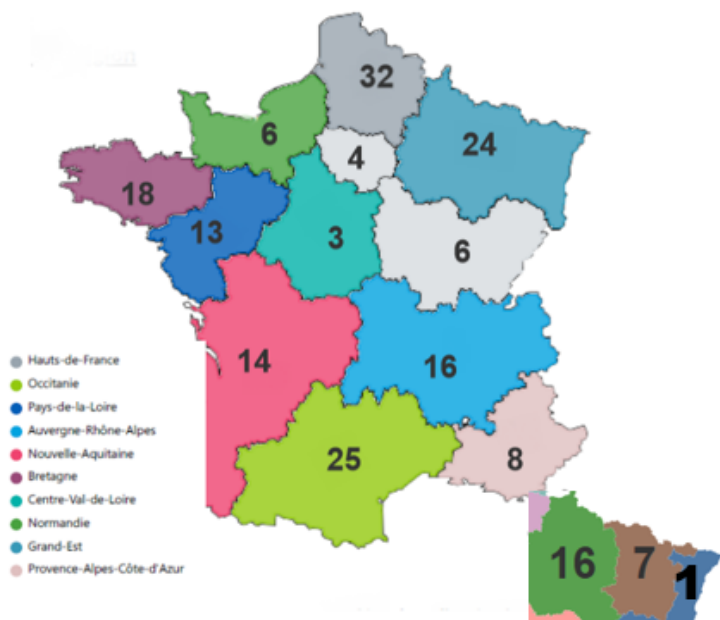 32
6
4
24
18
13
3
6
14
16
25
8
Hauts-de-France
Occitanie
Pays-de-la-Loire
Auvergne-Rhône-Alpes
Nouvelle-Aquitaine
Bretagne
Centre-Val-de-Loire
Normandie
Grand-Est
Provence-Alpes-Côte-d'Azur
16
7
1